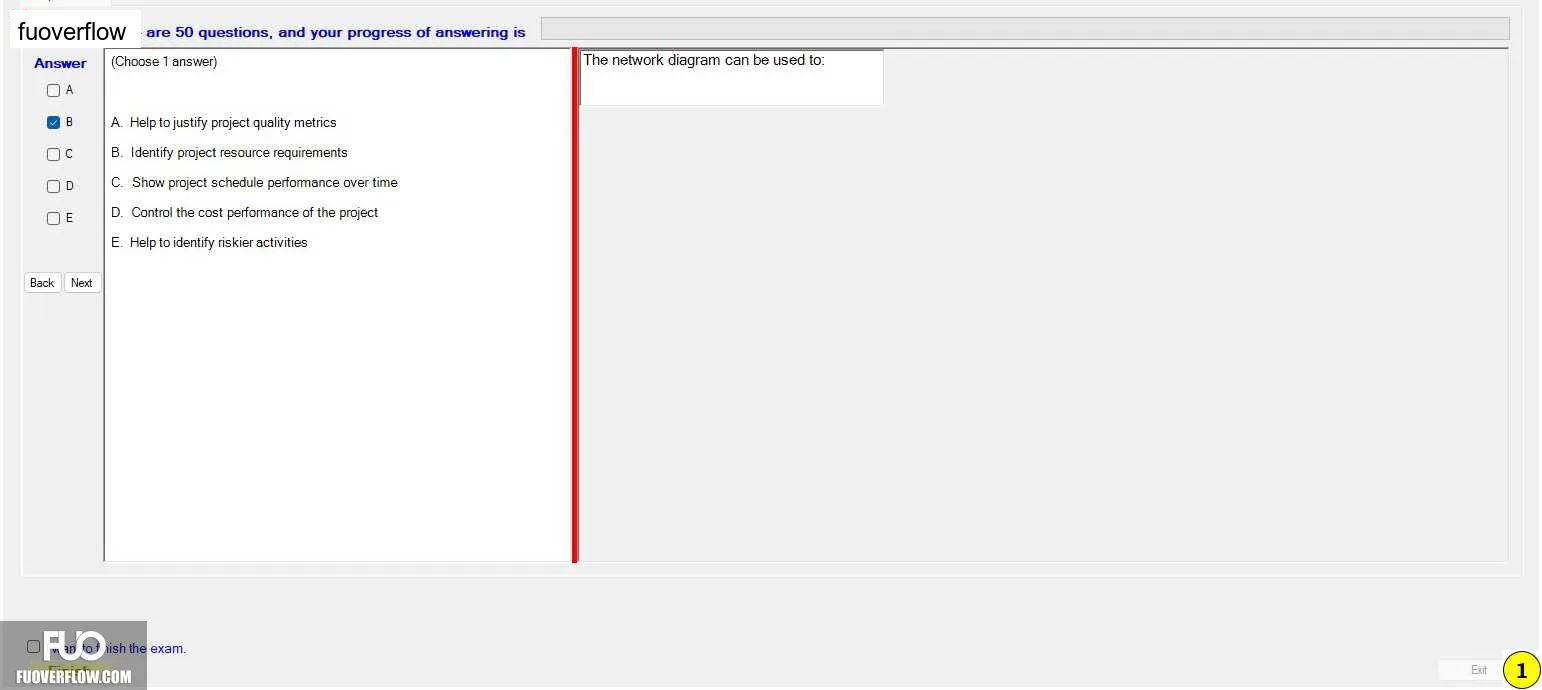 fuoverflow are 50 questions, and your progress of answering is
Answer
A
B
C
D
E
Back Next
(Choose 1 answer)
A. Help to justify project quality metrics
B. Identify project resource requirements
C. Show project schedule performance over time
D. Control the cost performance of the project
E. Help to identify riskier activities
The network diagram can be used to:
FUO
to finish the exam.
Finish
FUOVERFLOW.COM
Exit
1